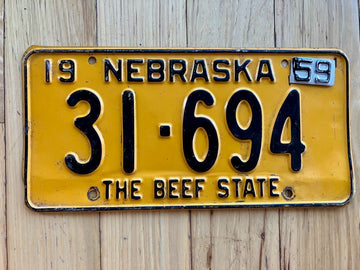 19 NEBRASKA 59
31·694
THE BEEF STATE